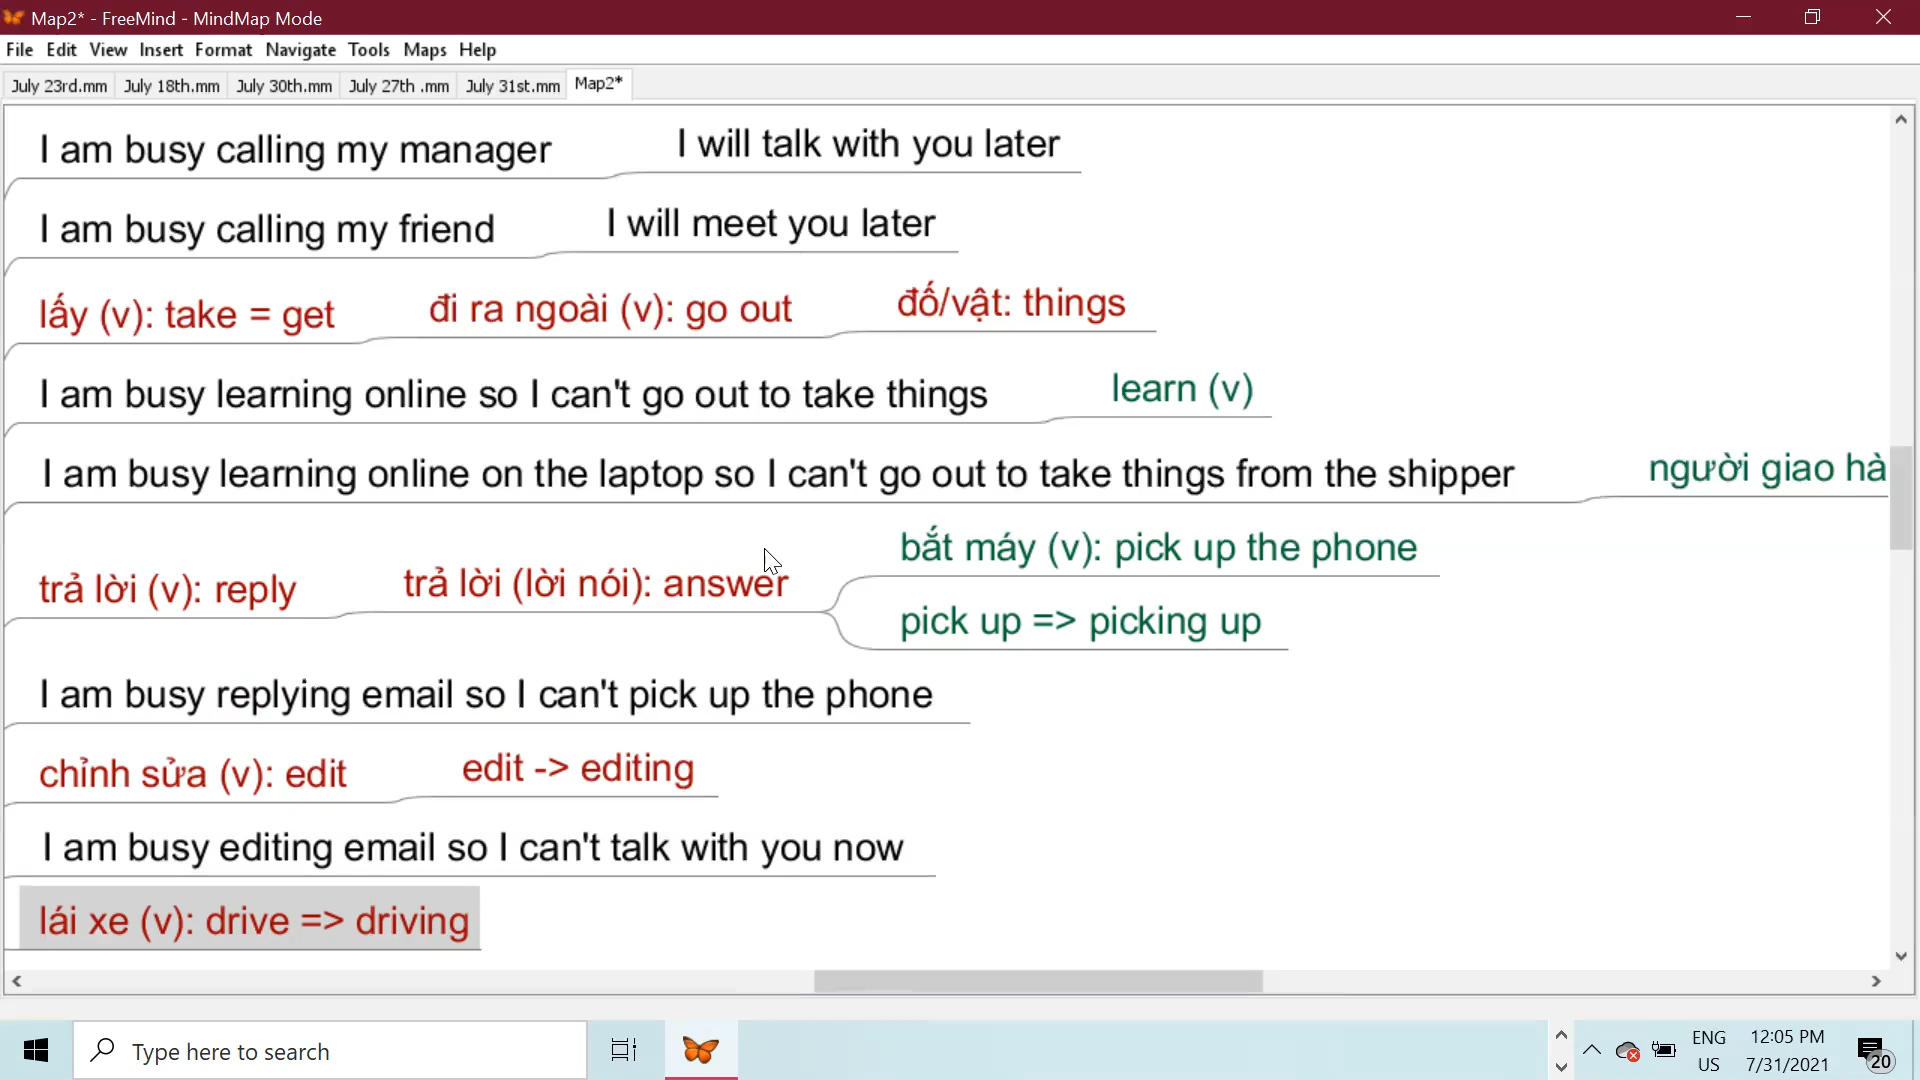 Map2* - FreeMind - MindMap Mode
File Edit View Insert Format Navigate Tools Maps Help
July 23rd.mm July 18th.mm July 30th.mm July 27th .mm July 31st.mm Map2*
I am busy calling my manager I will talk with you later
I am busy calling my friend I will meet you later
lấy (v): take = get đi ra ngoài (v): go out đố/vật: things
I am busy learning online so I can't go out to take things learn (v)
I am busy learning online on the laptop so I can't go out to take things from the shipper người giao hà
bắt máy (v): pick up the phone
trả lời (v): reply trả lời (lời nói): answer
pick up => picking up
I am busy replying email so I can't pick up the phone
chỉnh sửa (v): edit edit -> editing
I am busy editing email so I can't talk with you now
lái xe (v): drive => driving
Type here to search
ENG 12:05 PM
US 7/31/2021 20